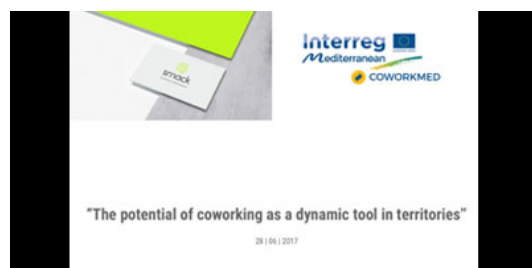 smack
Interreg
Mediterranean
COWORKMED
“The potential of coworking as a dynamic tool in territories”
28 | 06 | 2017